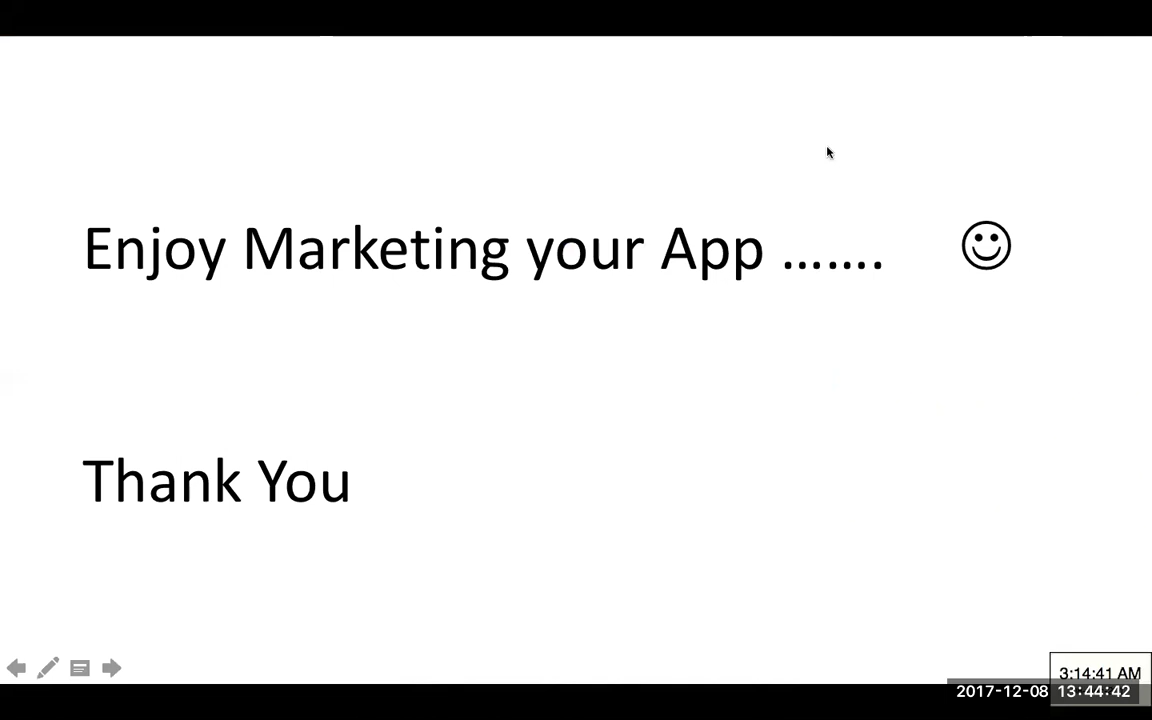 Enjoy Marketing your App ....... ☺
Thank You
3:14:41 AM
2017-12-08 13:44:42